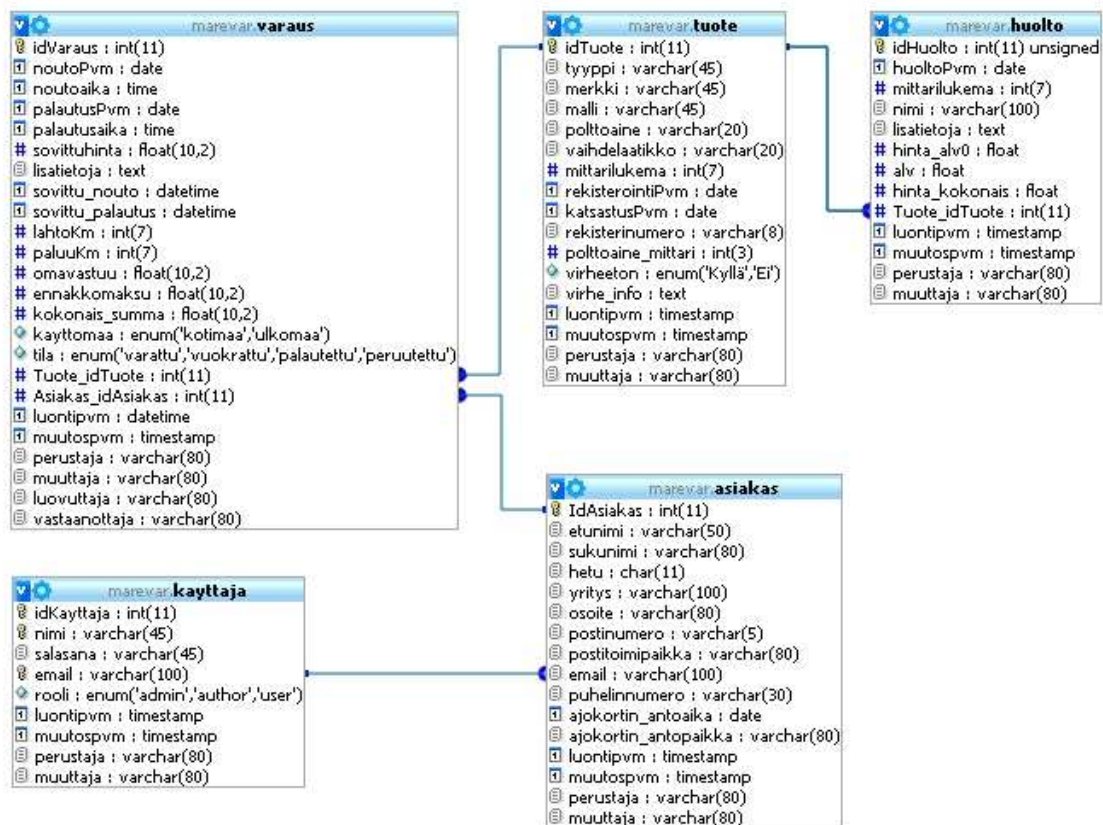 marevar.varaus
idVaraus : int(11)
noutoPvm : date
noutoaika : time
palautusPvm : date
palautusaika : time
sovittuhinta : float(10,2)
lisatietoja : text
sovittu_nouto : datetime
sovittu_palautus : datetime
lahtoKm : int(7)
paluuKm : int(7)
omavastuu : float(10,2)
ennakkomaksu : float(10,2)
kokonais_summa : float(10,2)
kayttomaa : enum('kotimaa','ulkomaa')
tila : enum('varattu','vuokrattu','palautettu','peruutettu')
Tuote_idTuote : int(11)
Asiakas_idAsiakas : int(11)
luontipvm : datetime
muutospvm : timestamp
perustaja : varchar(80)
muuttaja : varchar(80)
luovuttaja : varchar(80)
vastaanottaja : varchar(80)
marevar.tuote
idTuote : int(11)
tyyppi : varchar(45)
merkki : varchar(45)
malli : varchar(45)
polttoaine : varchar(20)
vaihdelaatikko : varchar(20)
mittarilukema : int(7)
rekisterointiPvm : date
katsastusPvm : date
rekisterinumero : varchar(8)
polttoaine_mittari : int(3)
virheeton : enum('Kyllä','Ei')
virhe_info : text
luontipvm : timestamp
muutospvm : timestamp
perustaja : varchar(80)
muuttaja : varchar(80)
marevar.huolto
idHuolto : int(11) unsigned
huoltoPvm : date
mittarilukema : int(7)
nimi : varchar(100)
lisatietoja : text
hinta_alv0 : float
alv : float
hinta_kokonais : float
Tuote_idTuote : int(11)
luontipvm : timestamp
muutospvm : timestamp
perustaja : varchar(80)
muuttaja : varchar(80)
marevar.kayttaja
idKayttaja : int(11)
nimi : varchar(45)
salasana : varchar(45)
email : varchar(100)
rooli : enum('admin','author','user')
luontipvm : timestamp
muutospvm : timestamp
perustaja : varchar(80)
muuttaja : varchar(80)
marevar.asiakas
IdAsiakas : int(11)
etunimi : varchar(50)
sukunimi : varchar(80)
hetu : char(11)
yritys : varchar(100)
osoite : varchar(80)
postinumero : varchar(5)
postitoimipaikka : varchar(80)
email : varchar(100)
puhelinnumero : varchar(30)
ajokortin_antoaika : date
ajokortin_antopaikka : varchar(80)
luontipvm : timestamp
muutospvm : timestamp
perustaja : varchar(80)
muuttaja : varchar(80)